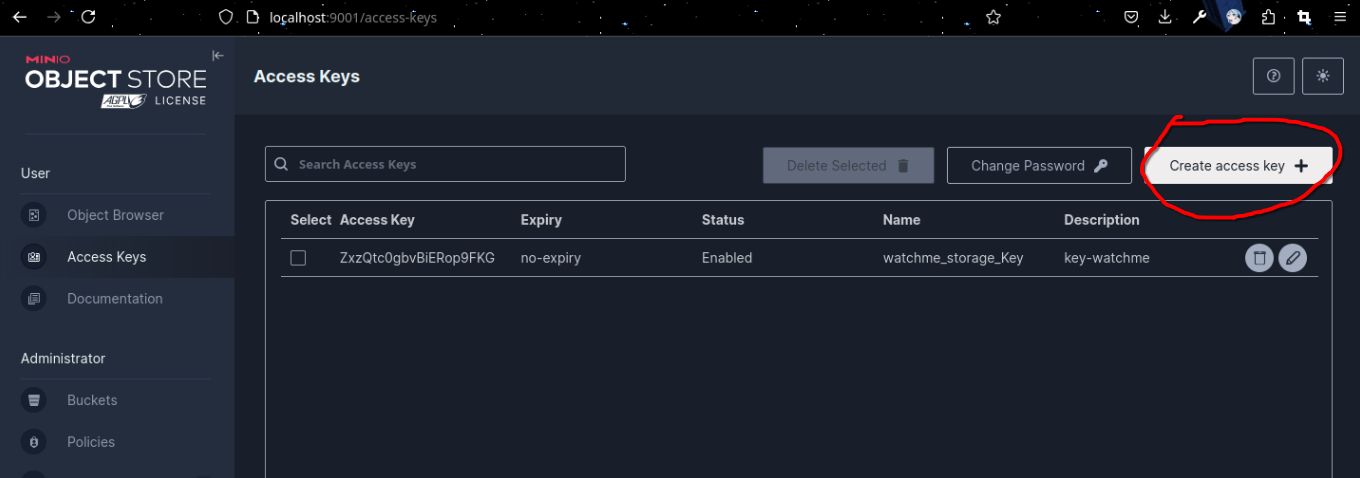 localhost:9001/access-keys
MINIO
OBJECT STORE
AGPLv3 LICENSE
Access Keys
User
Object Browser
Access Keys
Documentation
Administrator
Buckets
Policies
Search Access Keys
Delete Selected
Change Password
Create access key
Select Access Key Expiry Status Name Description
ZxzQtc0gbvBiERop9FKG no-expiry Enabled watchme_storage_Key key-watchme